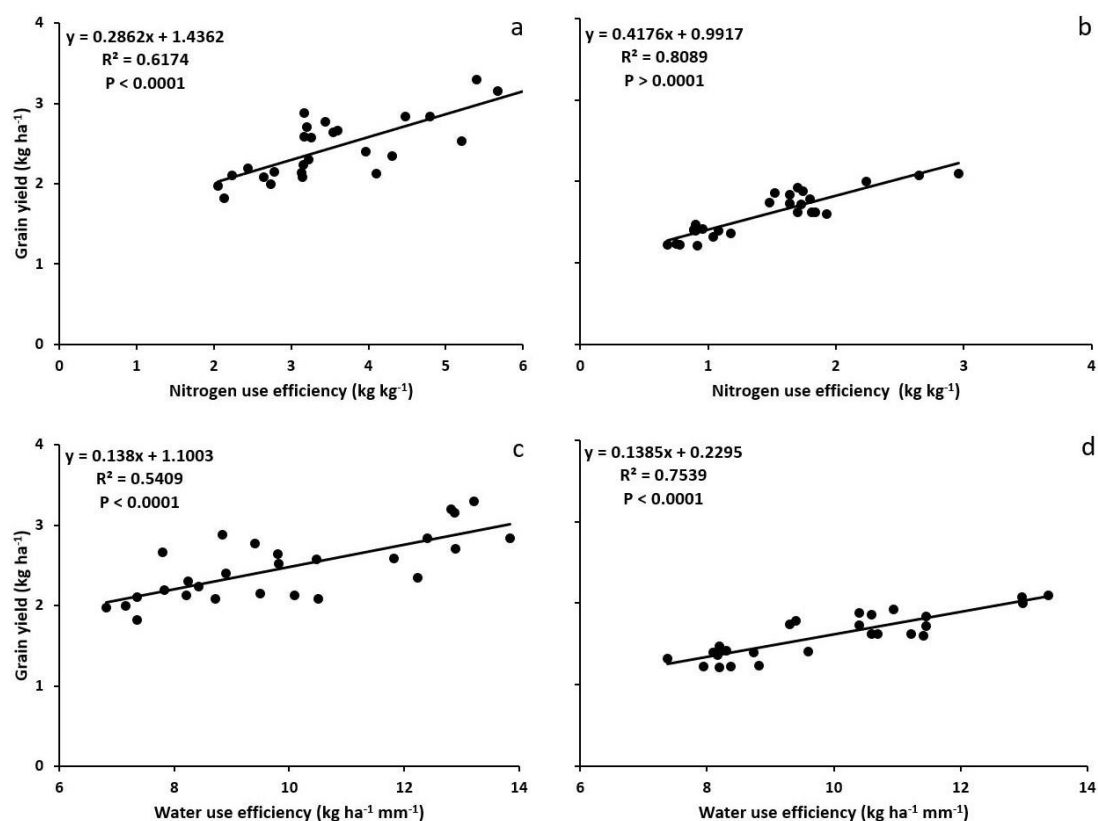 a
y = 0.2862x + 1.4362
R² = 0.6174
P < 0.0001
Grain yield (kg ha⁻¹)
4
3
2
1
0
0 1 2 3 4 5 6
Nitrogen use efficiency (kg kg⁻¹)
b
y = 0.4176x + 0.9917
R² = 0.8089
P > 0.0001
0 1 2 3 4
Nitrogen use efficiency (kg kg⁻¹)
c
y = 0.138x + 1.1003
R² = 0.5409
P < 0.0001
Grain yield (kg ha⁻¹)
4
3
2
1
0
6 8 10 12 14
Water use efficiency (kg ha⁻¹ mm⁻¹)
d
y = 0.1385x + 0.2295
R² = 0.7539
P < 0.0001
6 8 10 12 14
Water use efficiency (kg ha⁻¹ mm⁻¹)